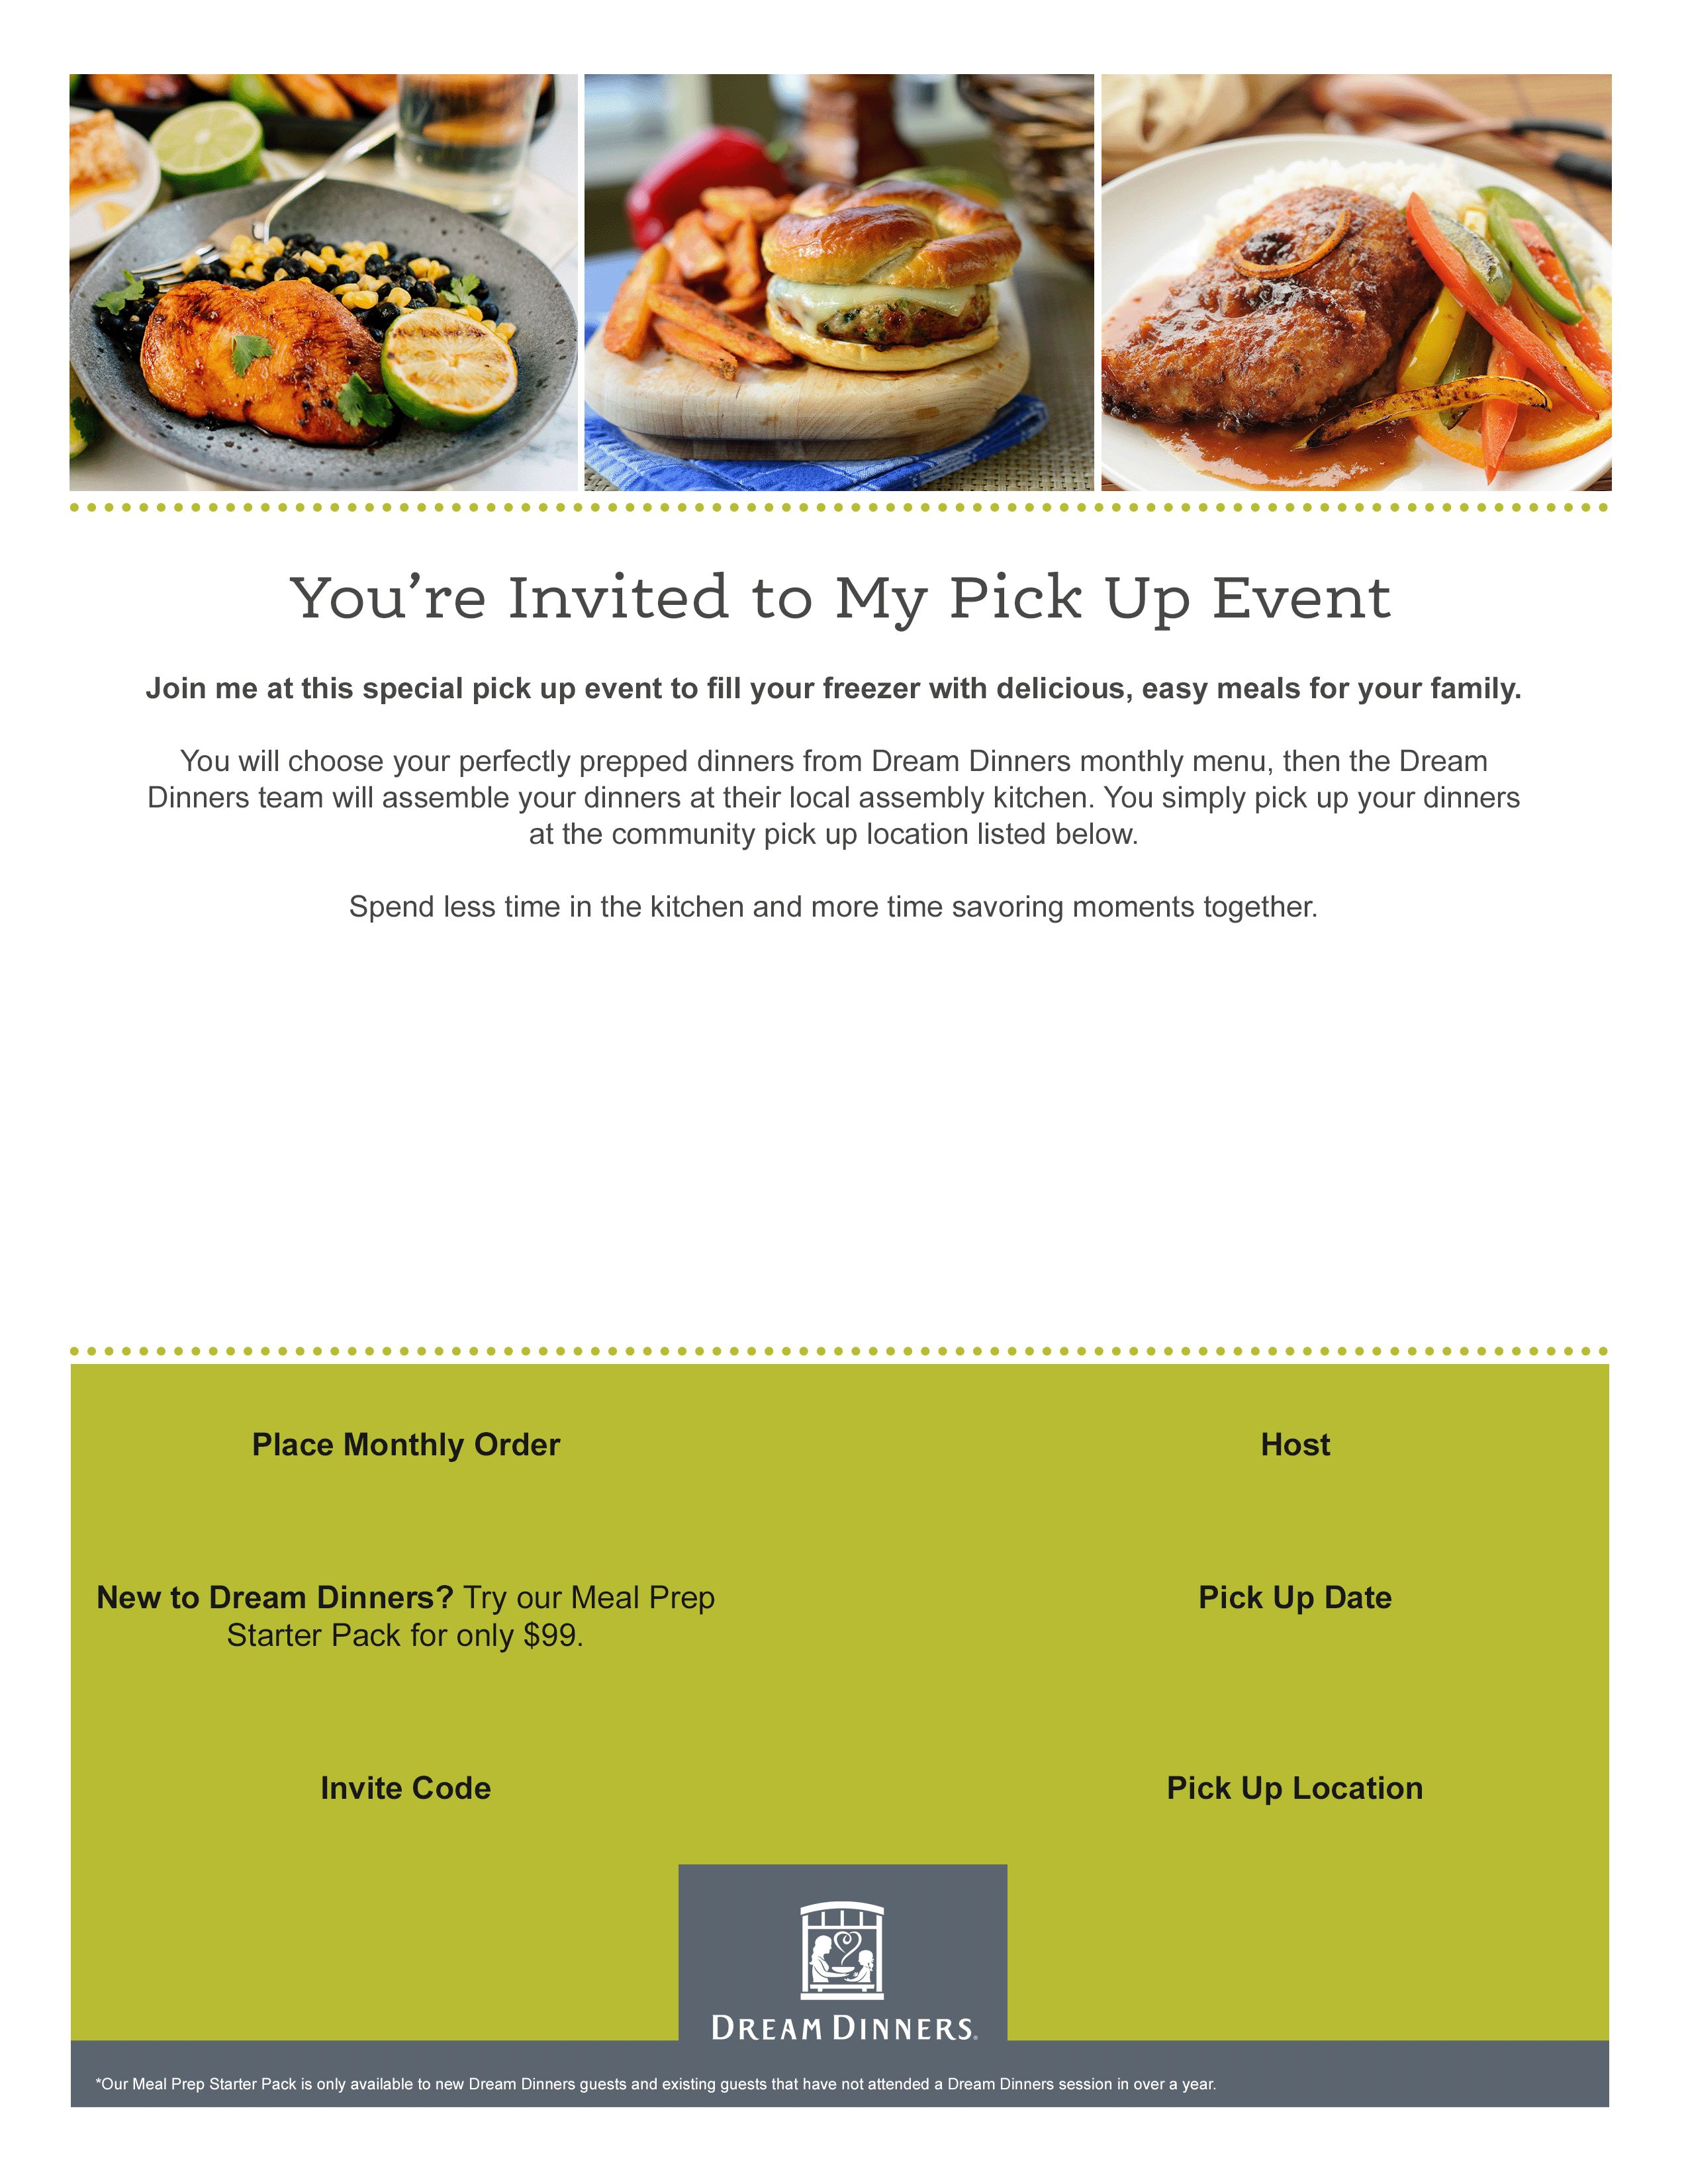 You’re Invited to My Pick Up Event
Join me at this special pick up event to fill your freezer with delicious, easy meals for your family.
You will choose your perfectly prepped dinners from Dream Dinners monthly menu, then the Dream
Dinners team will assemble your dinners at their local assembly kitchen. You simply pick up your dinners
at the community pick up location listed below.
Spend less time in the kitchen and more time savoring moments together.
Place Monthly Order
Host
New to Dream Dinners? Try our Meal Prep
Starter Pack for only $99.
Pick Up Date
Invite Code
Pick Up Location
DREAM DINNERS®
*Our Meal Prep Starter Pack is only available to new Dream Dinners guests and existing guests that have not attended a Dream Dinners session in over a year.